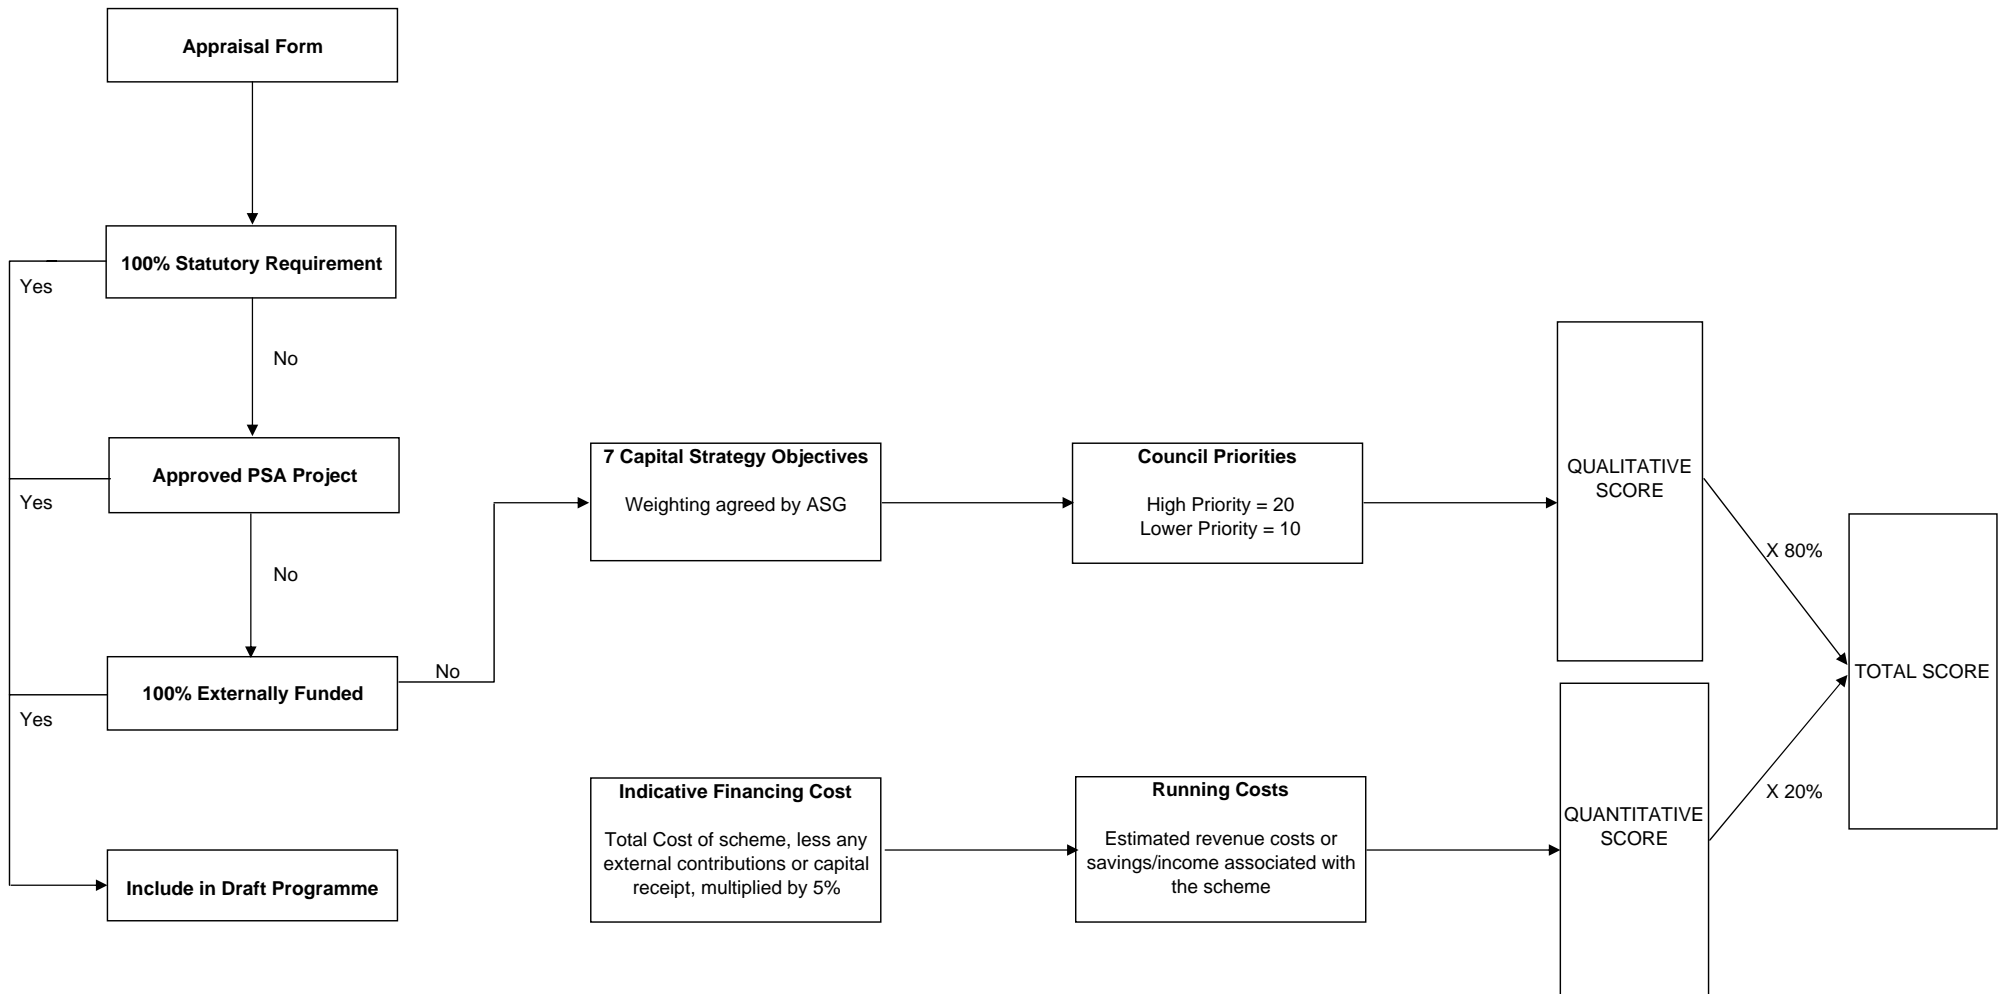 Appraisal Form
100% Statutory Requirement
Yes
No
Approved PSA Project
Yes
No
100% Externally Funded
No
Yes
Include in Draft Programme
7 Capital Strategy Objectives
Weighting agreed by ASG
Council Priorities
High Priority = 20
Lower Priority = 10
QUALITATIVE
SCORE
X 80%
Indicative Financing Cost
Total Cost of scheme, less any
external contributions or capital
receipt, multiplied by 5%
Running Costs
Estimated revenue costs or
savings/income associated with
the scheme
QUANTITATIVE
SCORE
X 20%
TOTAL SCORE